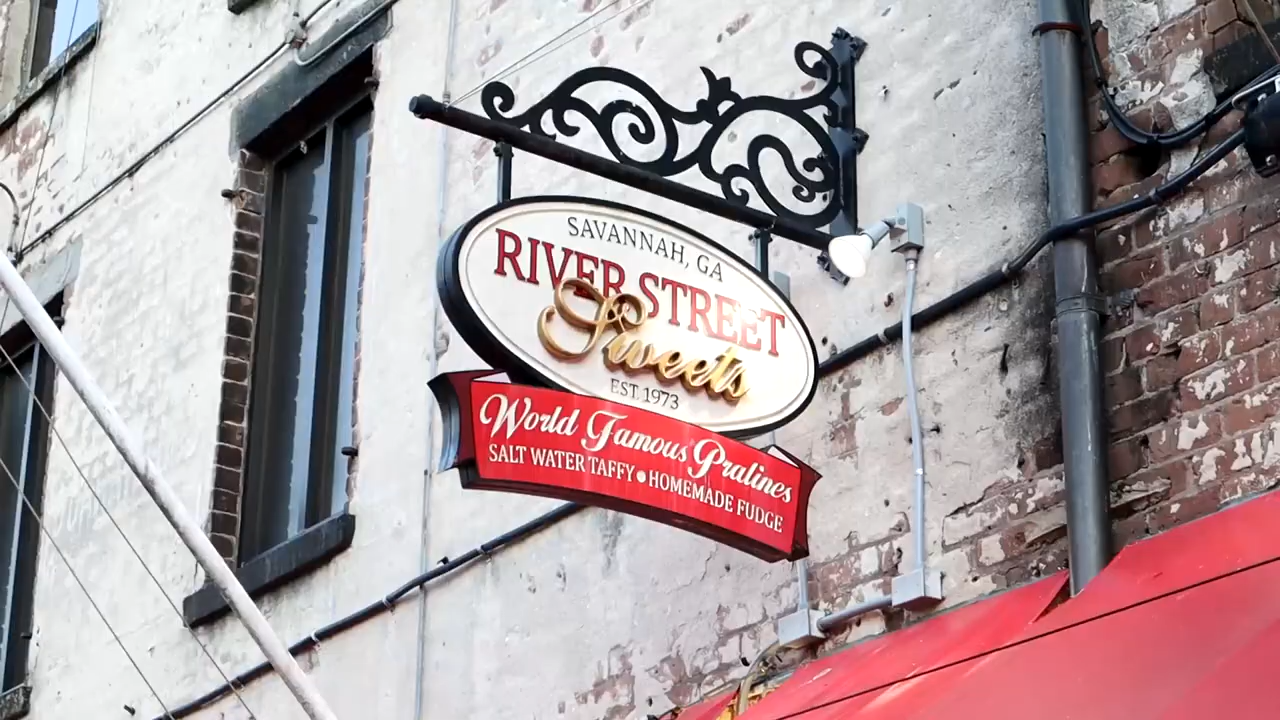 SAVANNAH, GA
RIVER STREET
Sweets
EST. 1973
World Famous Pralines
SALT WATER TAFFY • HOMEMADE FUDGE